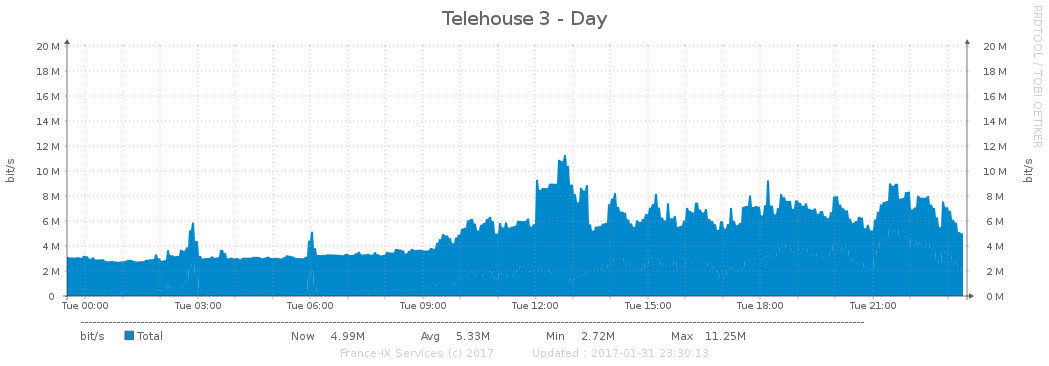 Telehouse 3 - Day
RRDTOOL / TOBI OETIKER
bit/s
20 M 20 M
18 M 18 M
16 M 16 M
14 M 14 M
12 M 12 M
10 M 10 M
8 M 8 M
6 M 6 M
4 M 4 M
2 M 2 M
0 0 M
bit/s
Tue 00:00 Tue 03:00 Tue 06:00 Tue 09:00 Tue 12:00 Tue 15:00 Tue 18:00 Tue 21:00
bit/s Total Now 4.99M Avg 5.33M Min 2.72M Max 11.25M
France-IX Services (c) 2017 Updated : 2017-01-31 23:30:13